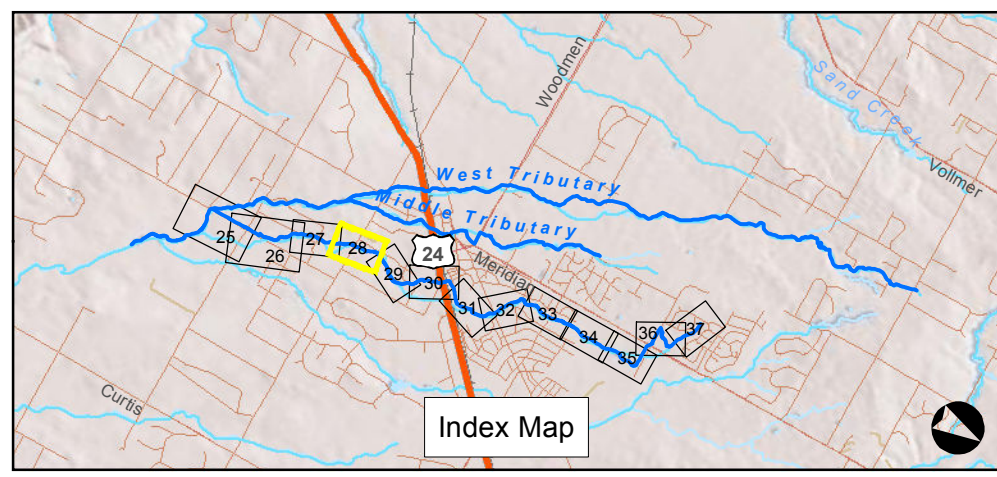 Woodmen
Sand Creek
Vollmer
West Tributary
Middle Tributary
24
Meridian
25
26
27
28
29
30
31
32
33
34
35
36
37
Curtis
Index Map